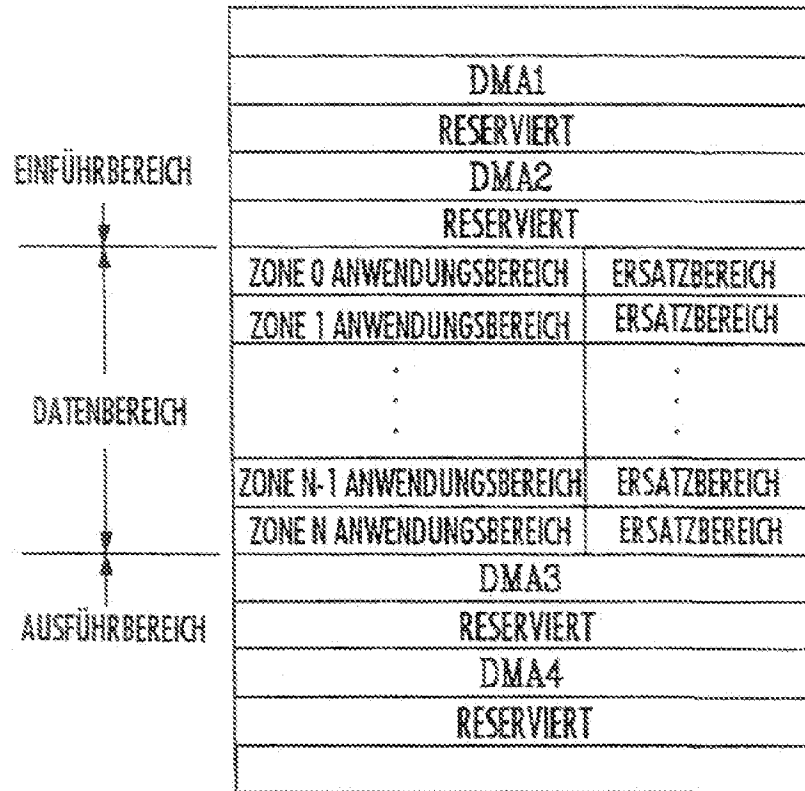 DMA1
RESERVIERT
EINFÜHRBEREICH
DMA2
RESERVIERT
ZONE 0 ANWENDUNGSBEREICH ERSATZBEREICH
ZONE 1 ANWENDUNGSBEREICH ERSATZBEREICH
DATENBEREICH
ZONE N-1 ANWENDUNGSBEREICH ERSATZBEREICH
ZONE N ANWENDUNGSBEREICH ERSATZBEREICH
DMA3
AUSFÜHRBEREICH
RESERVIERT
DMA4
RESERVIERT